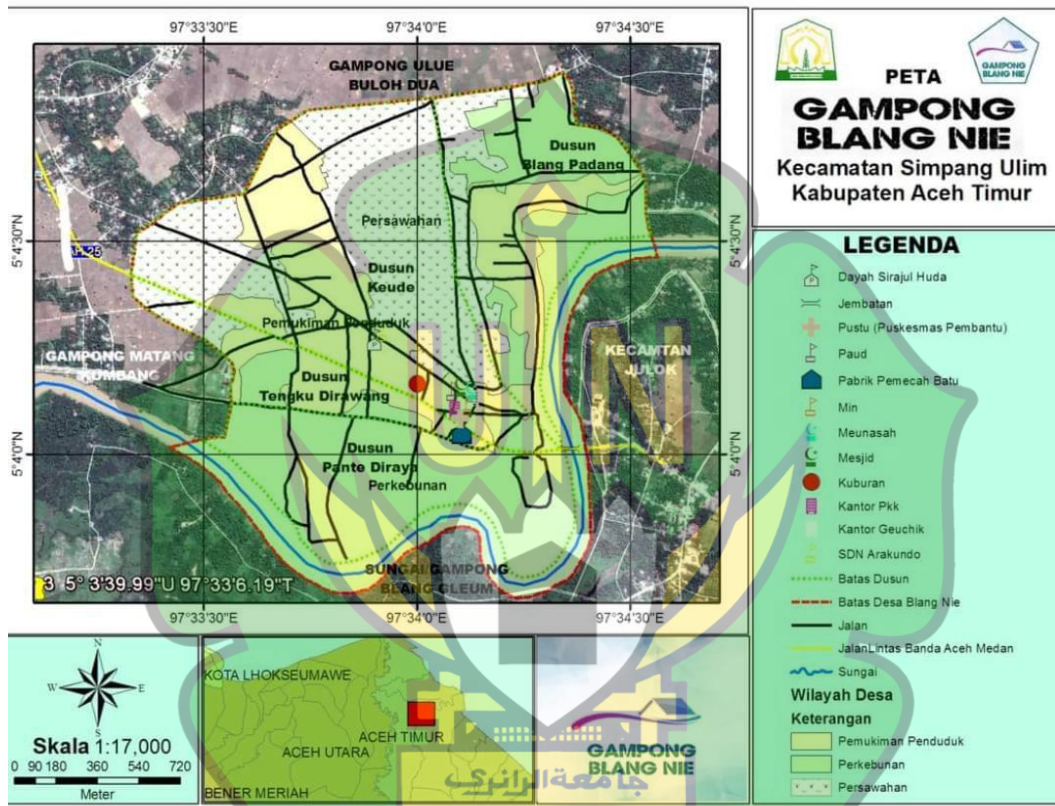 97°33'30"E 97°34'0"E 97°34'30"E
5°4'30"N
5°4'0"N
GAMPONG ULUE
BULOH DUA
Dusun
Blang Padang
Persawahan
Dusun
Keude
Pemukiman Penduduk
GAMPONG MATANG
KUMBANG
KECAMTAN
JULOK
Dusun
Tengku Dirawang
Dusun
Pante Diraya
Perkebunan
SUNGAI/GAMPONG
BLANG GLEUM
3 5° 3'39.99"U 97°33'6.19"T
5°4'30"N
5°4'0"N
97°33'30"E 97°34'0"E 97°34'30"E
UIN
GAMPONG
BLANG NIE
PETA
GAMPONG
BLANG NIE
Kecamatan Simpang Ulim
Kabupaten Aceh Timur
LEGENDA
Dayah Sirajul Huda
Jembatan
Pustu (Puskesmas Pembantu)
Paud
Pabrik Pemecah Batu
Min
Meunasah
Mesjid
Kuburan
Kantor Pkk
Kantor Geuchik
SDN Arakundo
Batas Dusun
Batas Desa Blang Nie
Jalan
JalanLintas Banda Aceh Medan
Sungai
Wilayah Desa
Keterangan
Pemukiman Penduduk
Perkebunan
Persawahan
N
W E
S
Skala 1:17,000
0 90 180 360 540 720
Meter
KOTA LHOKSEUMAWE
ACEH TIMUR
ACEH UTARA
BENER MERIAH
GAMPONG
BLANG NIE
جامعة الرانري